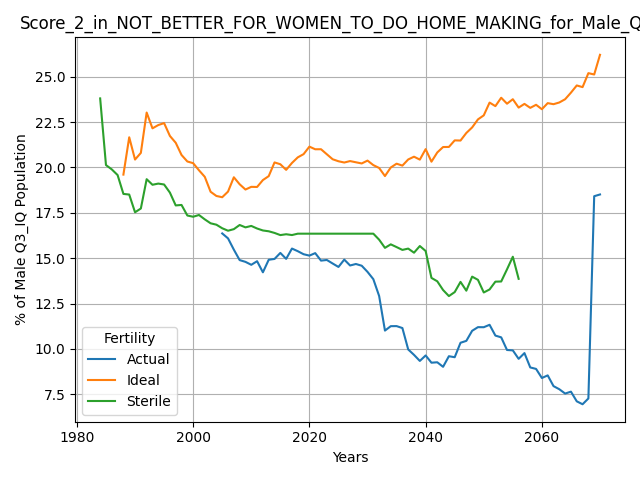 Score_2_in_NOT_BETTER_FOR_WOMEN_TO_DO_HOME_MAKING_for_Male_Q
25.0
22.5
20.0
17.5
15.0
12.5
10.0
7.5
% of Male Q3_IQ Population
Fertility
Actual
Ideal
Sterile
1980
2000
2020
2040
2060
Years